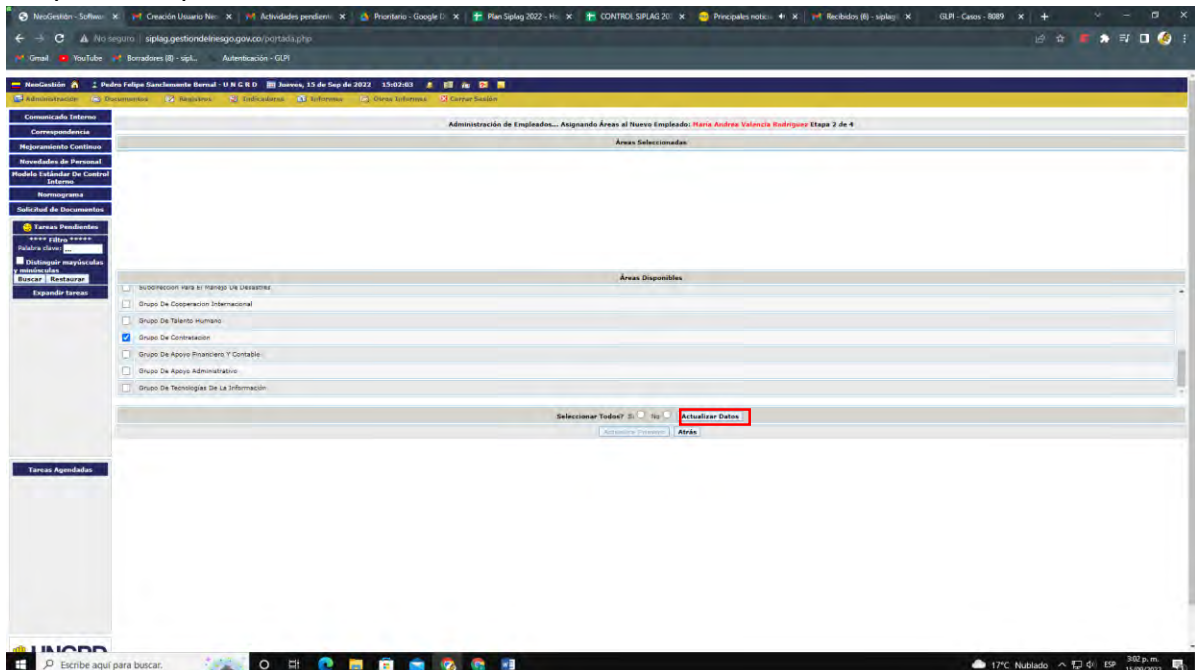 NeoGestión - Softwa
Creación Usuario Ne
Actividades pendient
Prioritario - Google D
Plan Siplag 2022 - Ho
CONTROL SIPLAG 20
Principales notic
Recibidos (6) - siplag
GLPI - Casos - 8089
No seguro siplag.gestiondelriesgo.gov.co/portada.php
Gmail YouTube Borradores (8) - sipl... Autenticación - GLPI
NeoGestión Pedro Felipe Sanclemente Bernal - U N G R D Jueves, 15 de Sep de 2022 15:02:03
Administración Documentos Registros Indicadores Informes Otros Informes Cerrar Sesión
Comunicado Interno
Correspondencia
Mejoramiento Continuo
Novedades de Personal
Modelo Estándar De Control
Interno
Normograma
Solicitud de Documentos
Tareas Pendientes
**** Filtro *****
Palabra clave: ...
Distinguir mayúsculas
y minúsculas
Buscar Restaurar
Expandir tareas
Tareas Agendadas
Administración de Empleados... Asignando Áreas al Nuevo Empleado: Maria Andrea Valencia Rodriguez Etapa 2 de 4
Áreas Seleccionadas
Áreas Disponibles
Subdireccion Para El Manejo De Desastres
Grupo De Cooperacion Internacional
Grupo De Talento Humano
Grupo De Contratacion
Grupo De Apoyo Financiero Y Contable
Grupo De Apoyo Administrativo
Grupo De Tecnologías De La Información
Seleccionar Todos? Si No Actualizar Datos
Atrás
UNGRD
Escribe aquí para buscar.
17°C Nublado ESP 3:02 p. m.
15/09/2022